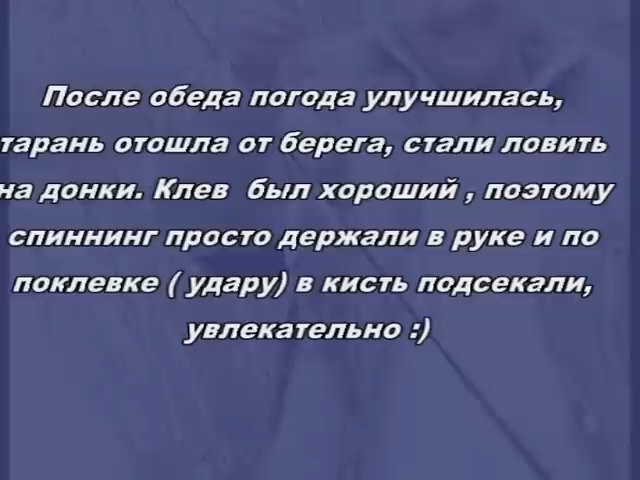 После обеда погода улучшилась,
тарань отошла от берега, стали ловить
на донки. Клев был хороший , поэтому
спиннинг просто держали в руке и по
поклевке ( удару) в кисть подсекали,
увлекательно :)